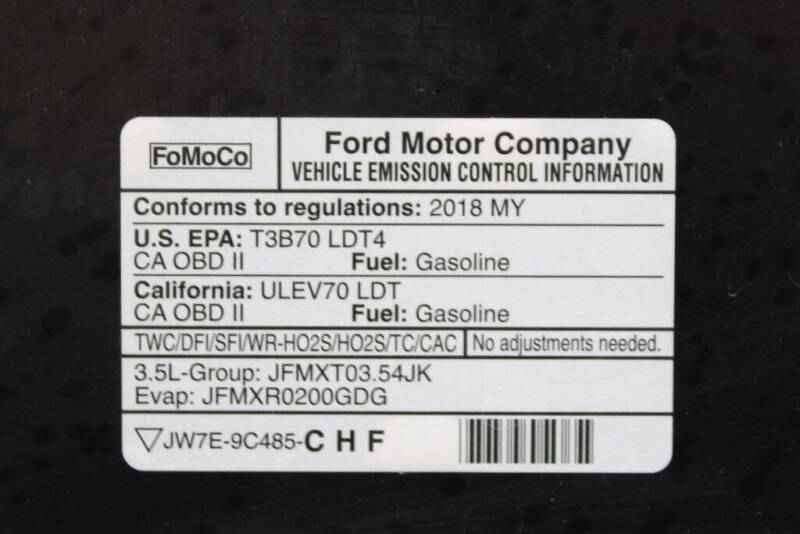 FoMoCo
Ford Motor Company
VEHICLE EMISSION CONTROL INFORMATION
Conforms to regulations: 2018 MY
U.S. EPA: T3B70 LDT4
CA OBD II Fuel: Gasoline
California: ULEV70 LDT
CA OBD II Fuel: Gasoline
TWC/DFI/SFI/WR-HO2S/HO2S/TC/CAC No adjustments needed.
3.5L-Group: JFMXT03.54JK
Evap: JFMXR0200GDG
▽JW7E-9C485-CHF